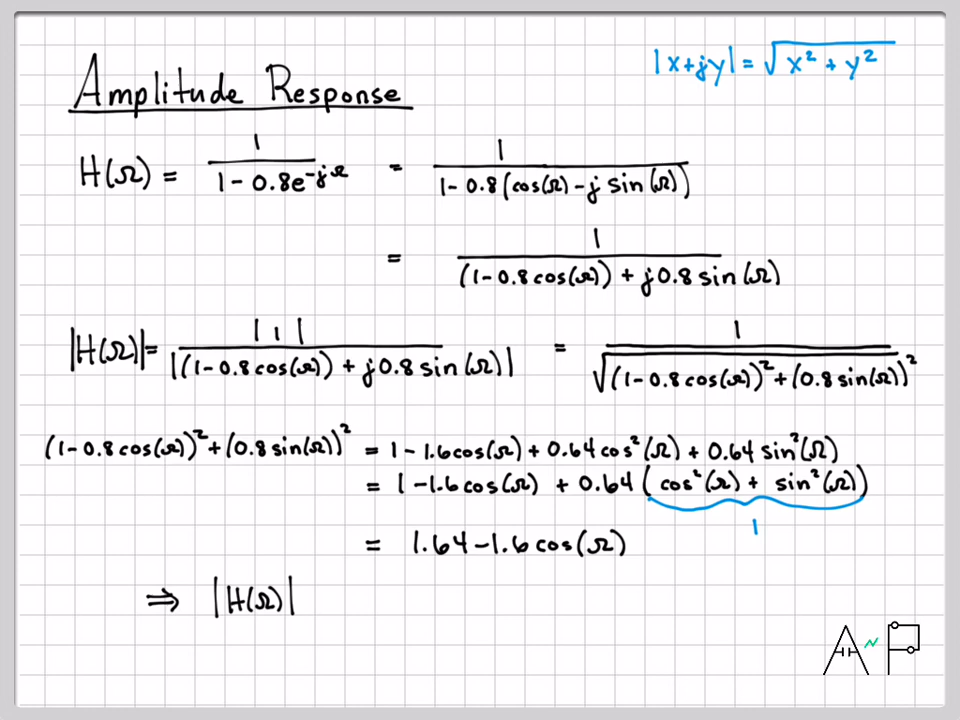 |x+jy| = √(x² + y²)
Amplitude Response
H(Ω) = 1 / (1 - 0.8e^(-jΩ)) = 1 / (1 - 0.8(cos(Ω) - j sin(Ω)))
= 1 / ((1 - 0.8 cos(Ω)) + j0.8 sin(Ω))
|H(Ω)| = |1| / |(1 - 0.8 cos(Ω)) + j0.8 sin(Ω)| = 1 / √((1 - 0.8 cos(Ω))² + (0.8 sin(Ω))²)
(1 - 0.8 cos(Ω))² + (0.8 sin(Ω))² = 1 - 1.6 cos(Ω) + 0.64 cos²(Ω) + 0.64 sin²(Ω)
= 1 - 1.6 cos(Ω) + 0.64 (cos²(Ω) + sin²(Ω))
1
= 1.64 - 1.6 cos(Ω)
⇒ |H(Ω)|
A~P